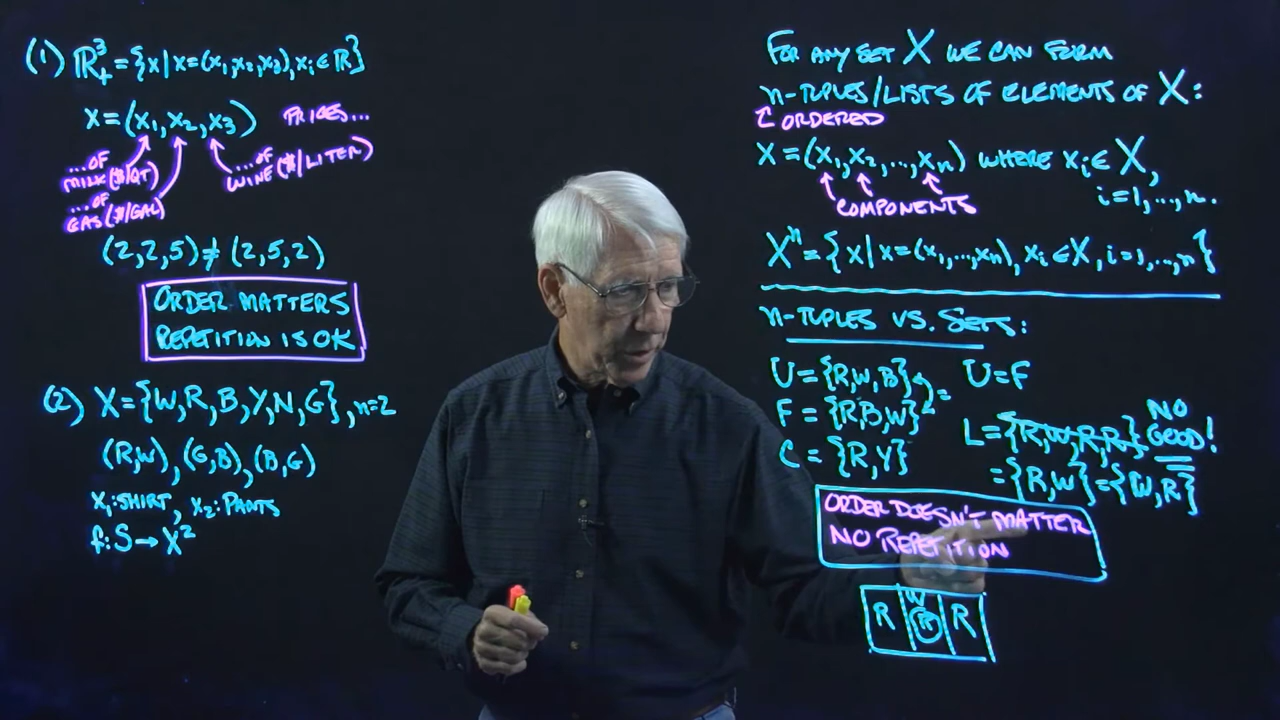 (1) ℝ³₊ = {x | x = (x₁, x₂, x₃), xᵢ ∈ ℝ}
x = (x₁, x₂, x₃) PRICES...
...OF MILK ($/QT)
...OF GAS ($/GAL)
...OF WINE ($/LITER)
(2,2,5) ≠ (2,5,2)
ORDER MATTERS
REPETITION IS OK
(2) X = {W,R,B,Y,N,G}, n=2
(R,W), (G,B), (B,G)
x₁: SHIRT, x₂: PANTS
f: S → X²
FOR ANY SET X WE CAN FORM
n-TUPLES/LISTS OF ELEMENTS OF X:
ORDERED
x = (x₁, x₂, ..., xₙ) WHERE xᵢ ∈ X,
i=1,...,n.
COMPONENTS
Xⁿ = {x | x = (x₁,...,xₙ), xᵢ ∈ X, i=1,...,n}
n-TUPLES VS. SETS:
U = {R,W,B} = U = F
F = {R,B,W}
C = {R,Y}
L = {R,W,R,R} NO GOOD!
= {R,W} = {W,R}
ORDER DOESN'T MATTER
NO REPETITION
W
R R R